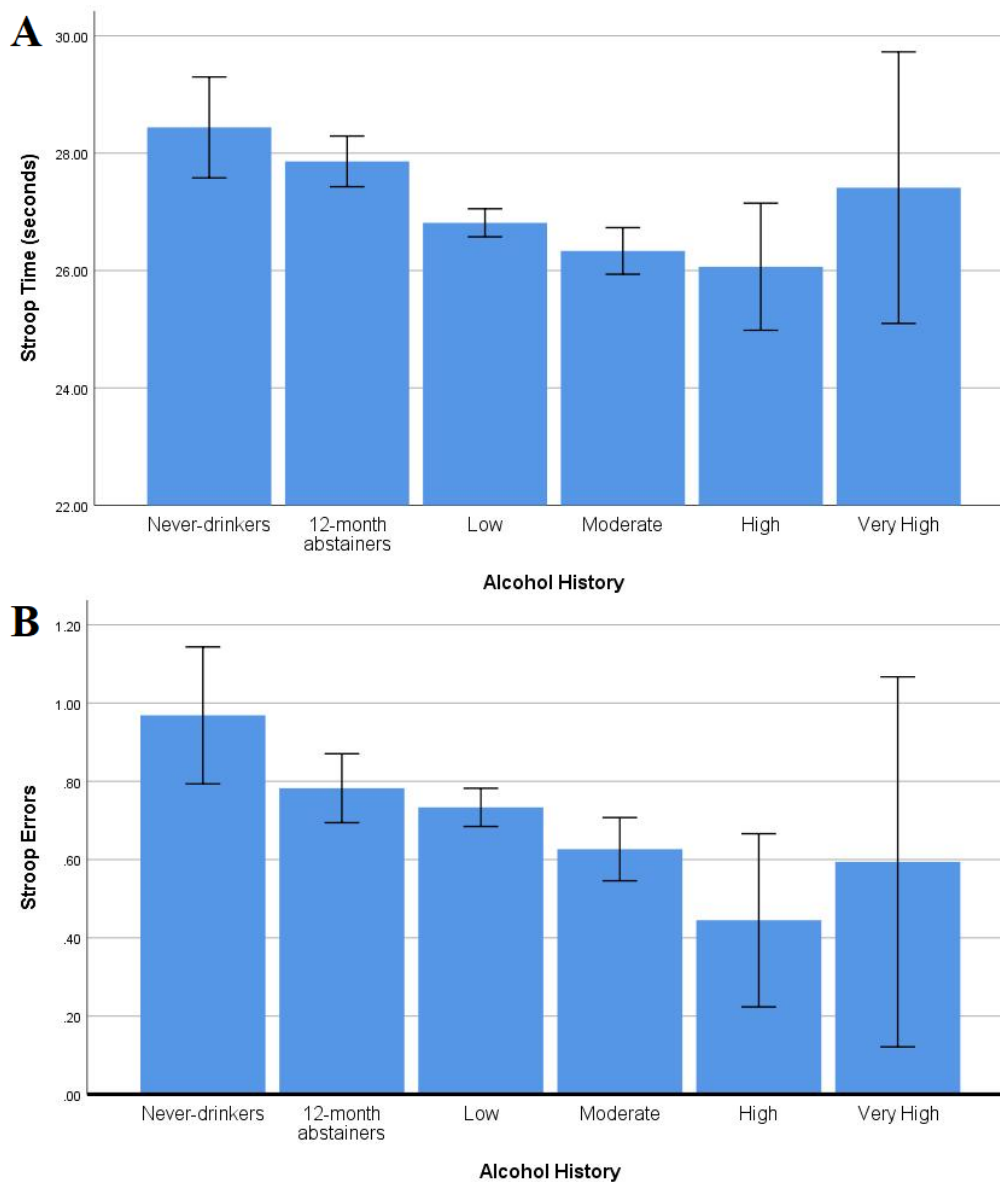 A
30.00
28.00
26.00
24.00
22.00
Stroop Time (seconds)
Never-drinkers
12-month
abstainers
Low
Moderate
High
Very High
Alcohol History
B
1.20
1.00
.80
.60
.40
.20
.00
Stroop Errors
Never-drinkers
12-month
abstainers
Low
Moderate
High
Very High
Alcohol History